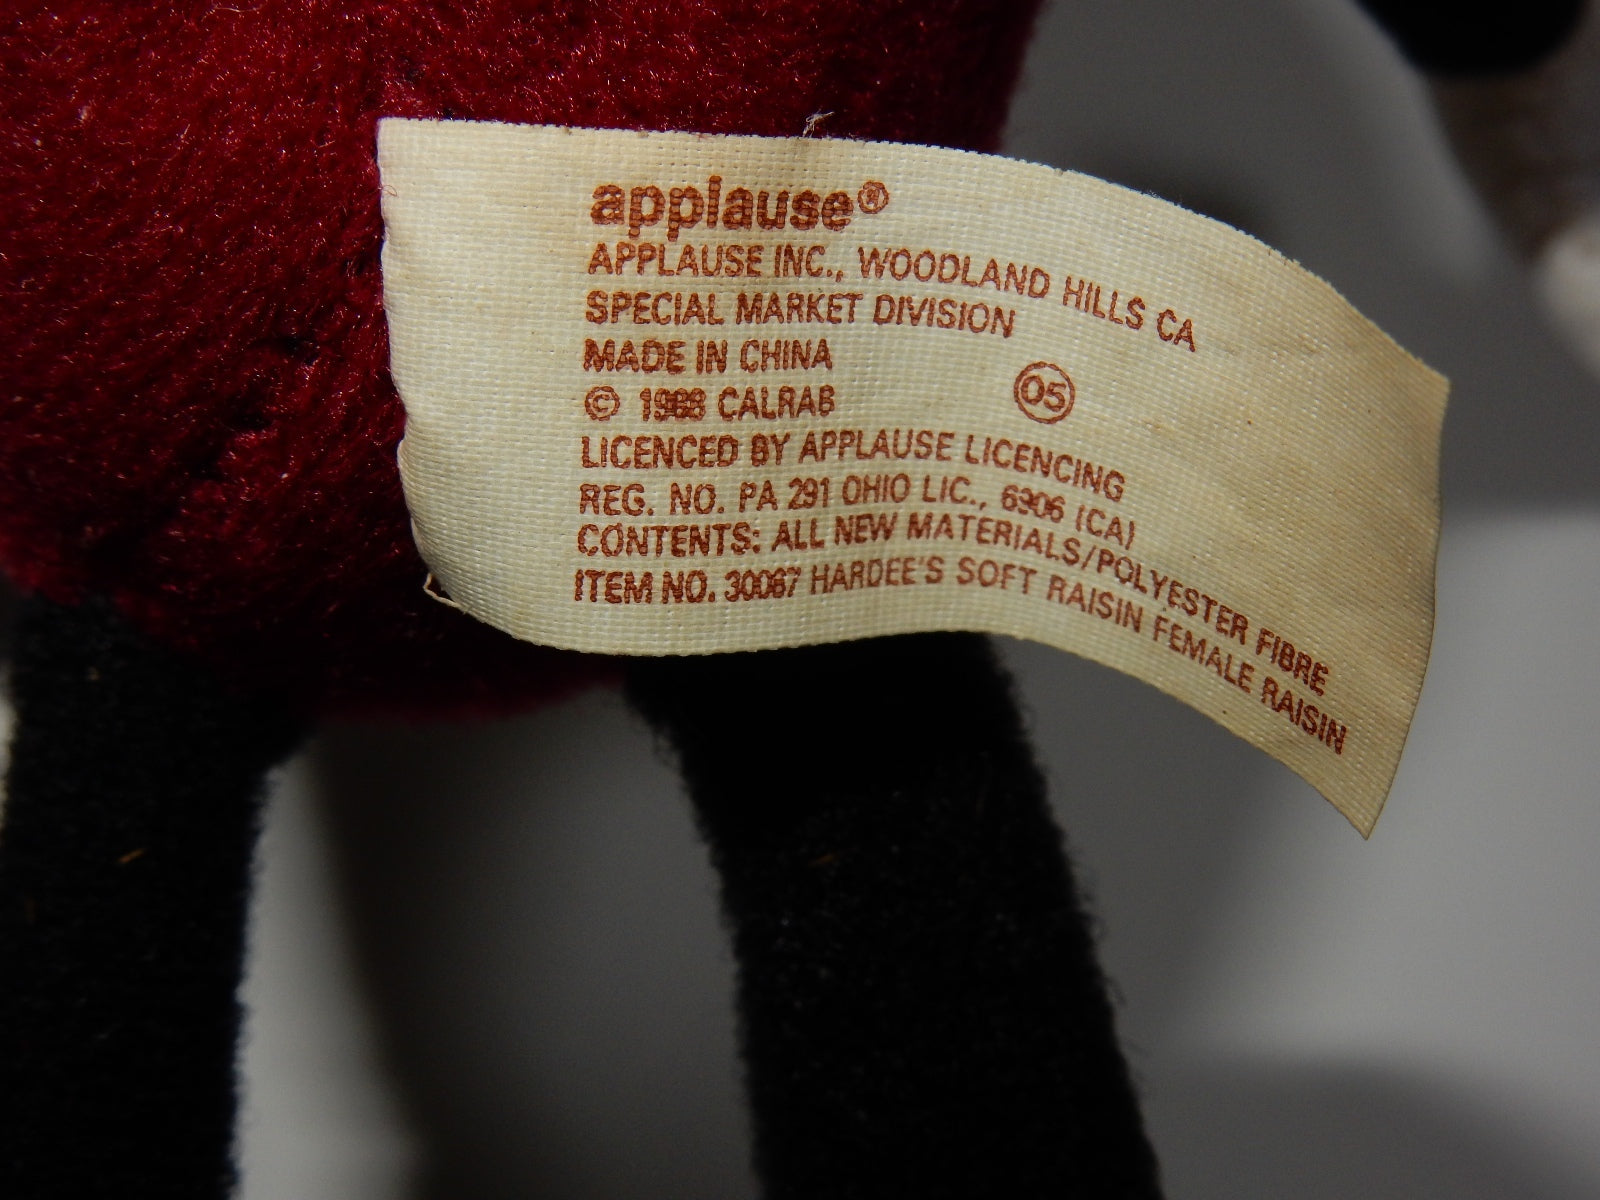 applause®
APPLAUSE INC., WOODLAND HILLS CA
SPECIAL MARKET DIVISION
MADE IN CHINA
© 1988 CALRAB 05
LICENCED BY APPLAUSE LICENCING
REG. NO. PA 291 OHIO LIC., 6906 (CA)
CONTENTS: ALL NEW MATERIALS/POLYESTER FIBRE
ITEM NO. 30067 HARDEE'S SOFT RAISIN FEMALE RAISIN